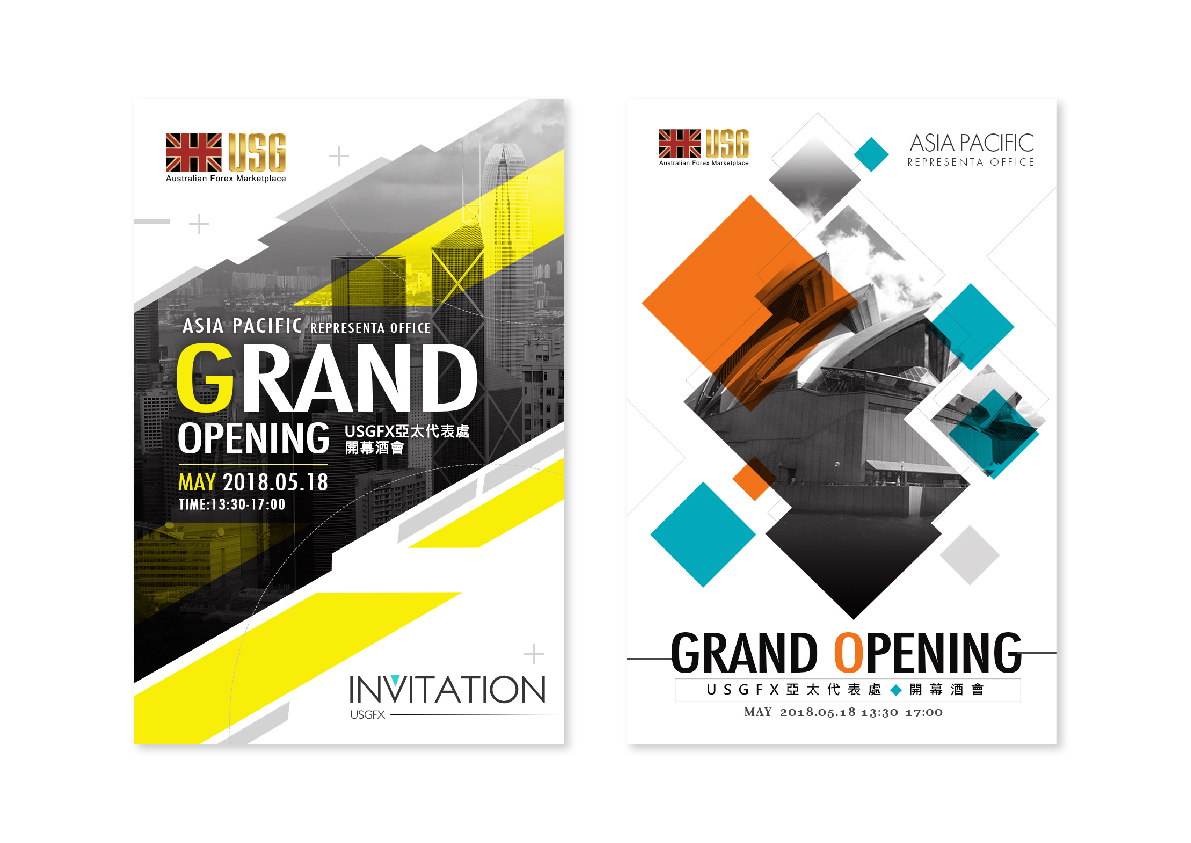 USG
Australian Forex Marketplace
ASIA PACIFIC REPRESENTA OFFICE
GRAND
OPENING
USGFX亞太代表處
開幕酒會
MAY 2018.05.18
TIME:13:30-17:00
INVITATION
USGFX
USG
Australian Forex Marketplace
ASIA PACIFIC
REPRESENTA OFFICE
GRAND OPENING
USGFX亞太代表處◆開幕酒會
MAY 2018.05.18 13:30 17:00